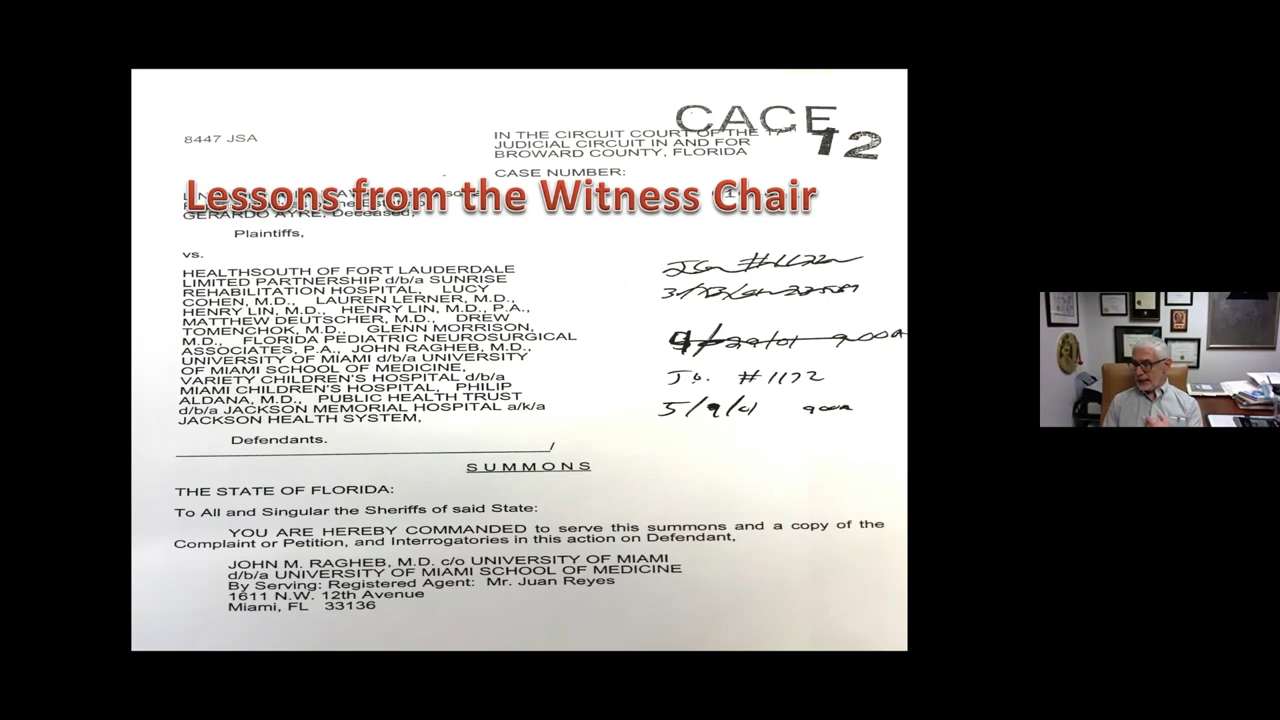 CACE
8447 JSA
IN THE CIRCUIT COURT OF THE 17
12
JUDICIAL CIRCUIT IN AND FOR
BROWARD COUNTY, FLORIDA
CASE NUMBER:
Lessons from the Witness Chair
GERARDO AYRE, Deceased,
Plaintiffs,
vs.
HEALTHSOUTH OF FORT LAUDERDALE
LIMITED PARTNERSHIP d/b/a SUNRISE
REHABILITATION HOSPITAL, LUCY
COHEN, M.D., LAUREN LERNER, M.D.,
HENRY LIN, M.D., HENRY LIN, M.D., P.A.,
MATTHEW DEUTSCHER, M.D., DREW
TOMENCHOK, M.D., GLENN MORRISON,
M.D., FLORIDA PEDIATRIC NEUROSURGICAL
ASSOCIATES, P.A., JOHN RAGHEB, M.D.,
UNIVERSITY OF MIAMI d/b/a UNIVERSITY
OF MIAMI SCHOOL OF MEDICINE,
VARIETY CHILDREN'S HOSPITAL d/b/a
MIAMI CHILDREN'S HOSPITAL, PHILIP
ALDANA, M.D., PUBLIC HEALTH TRUST
d/b/a JACKSON MEMORIAL HOSPITAL a/k/a
JACKSON HEALTH SYSTEM,
#1172
5/9/01 900a
Defendants.
/
SUMMONS
THE STATE OF FLORIDA:
To All and Singular the Sheriffs of said State:
YOU ARE HEREBY COMMANDED to serve this summons and a copy of the
Complaint or Petition, and Interrogatories in this action on Defendant,
JOHN M. RAGHEB, M.D. c/o UNIVERSITY OF MIAMI
d/b/a UNIVERSITY OF MIAMI SCHOOL OF MEDICINE
By Serving: Registered Agent: Mr. Juan Reyes
1611 N.W. 12th Avenue
Miami, FL 33136